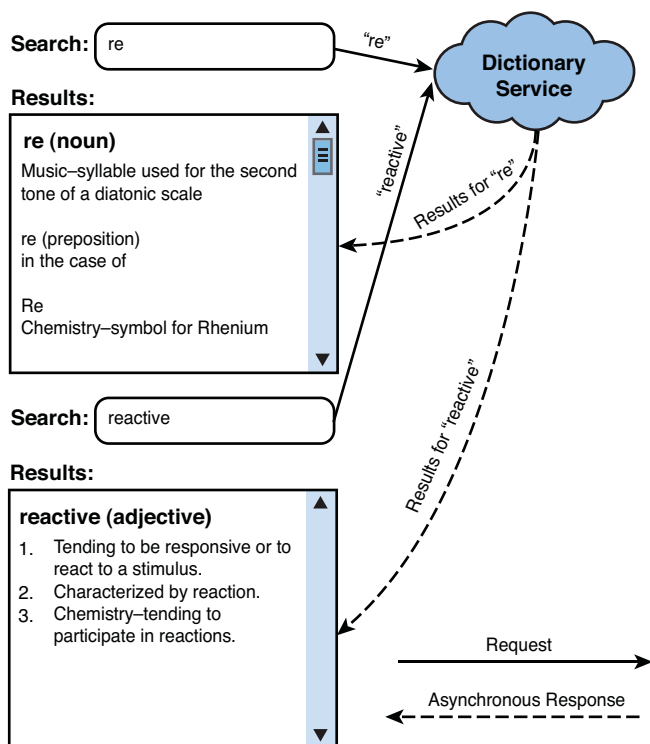 Search: re
"re"
Dictionary
Service
Results:
re (noun)
Music–syllable used for the second
tone of a diatonic scale
re (preposition)
in the case of
Re
Chemistry–symbol for Rhenium
"reactive"
Results for "re"
Search: reactive
Results for "reactive"
Results:
reactive (adjective)
1. Tending to be responsive or to
react to a stimulus.
2. Characterized by reaction.
3. Chemistry–tending to
participate in reactions.
Request
Asynchronous Response